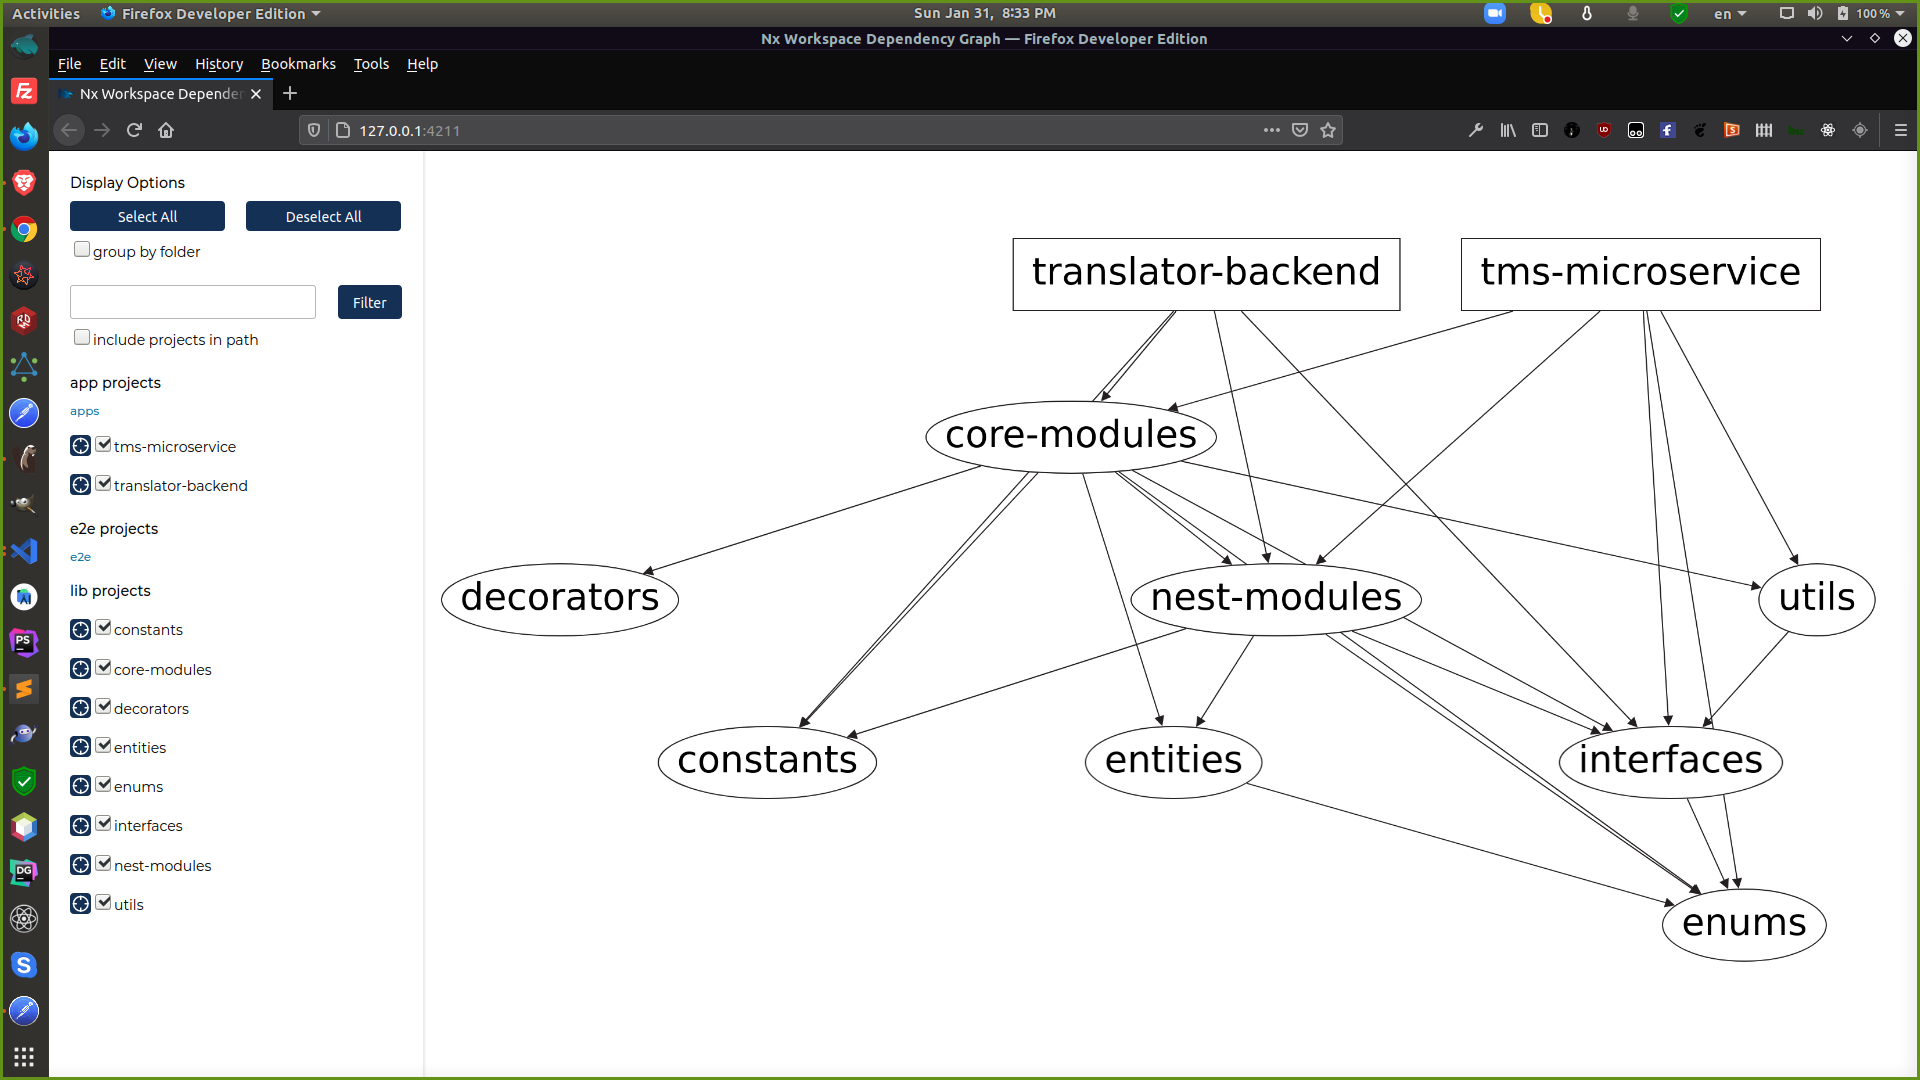 Activities
Firefox Developer Edition
Sun Jan 31, 8:33 PM
en
100 %
Nx Workspace Dependency Graph — Firefox Developer Edition
File Edit View History Bookmarks Tools Help
Nx Workspace Depender
127.0.0.1:4211
Display Options
Select All
Deselect All
group by folder
Filter
include projects in path
app projects
apps
tms-microservice
translator-backend
e2e projects
e2e
lib projects
constants
core-modules
decorators
entities
enums
interfaces
nest-modules
utils
translator-backend
tms-microservice
core-modules
decorators
nest-modules
utils
constants
entities
interfaces
enums